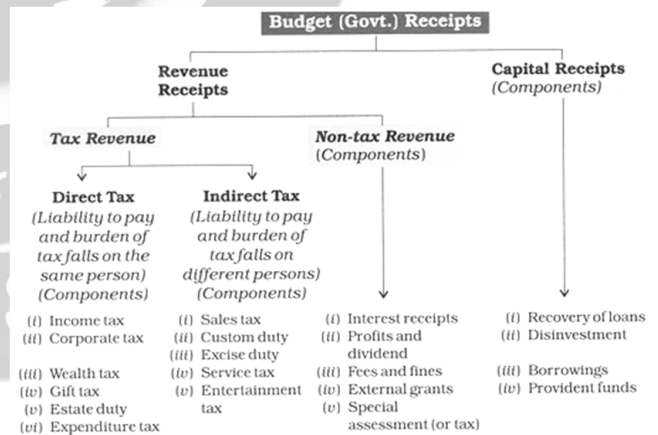 Budget (Govt.) Receipts
Revenue
Receipts
Capital Receipts
(Components)
Tax Revenue
Non-tax Revenue
(Components)
Direct Tax
(Liability to pay
and burden of
tax falls on the
same person)
(Components)
(i) Income tax
(ii) Corporate tax
(iii) Wealth tax
(iv) Gift tax
(v) Estate duty
(vi) Expenditure tax
Indirect Tax
(Liability to pay
and burden of
tax falls on
different persons)
(Components)
(i) Sales tax
(ii) Custom duty
(iii) Excise duty
(iv) Service tax
(v) Entertainment
tax
(i) Interest receipts
(ii) Profits and
dividend
(iii) Fees and fines
(iv) External grants
(v) Special
assessment (or tax)
(i) Recovery of loans
(ii) Disinvestment
(iii) Borrowings
(iv) Provident funds